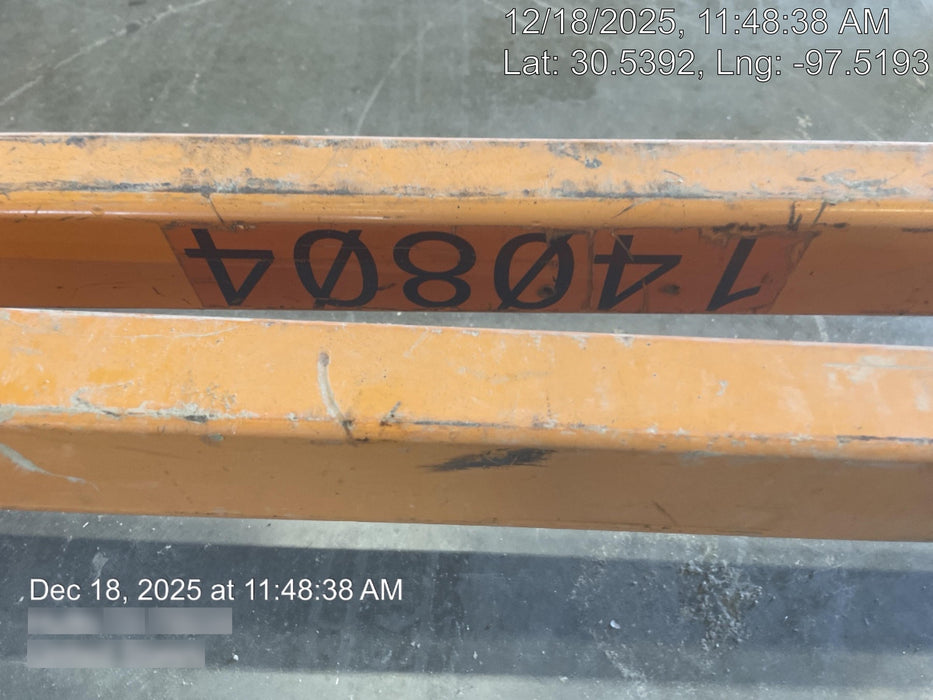 12/18/2025, 11:48:38 AM
Lat: 30.5392, Lng: -97.5193
140804
Dec 18, 2025 at 11:48:38 AM